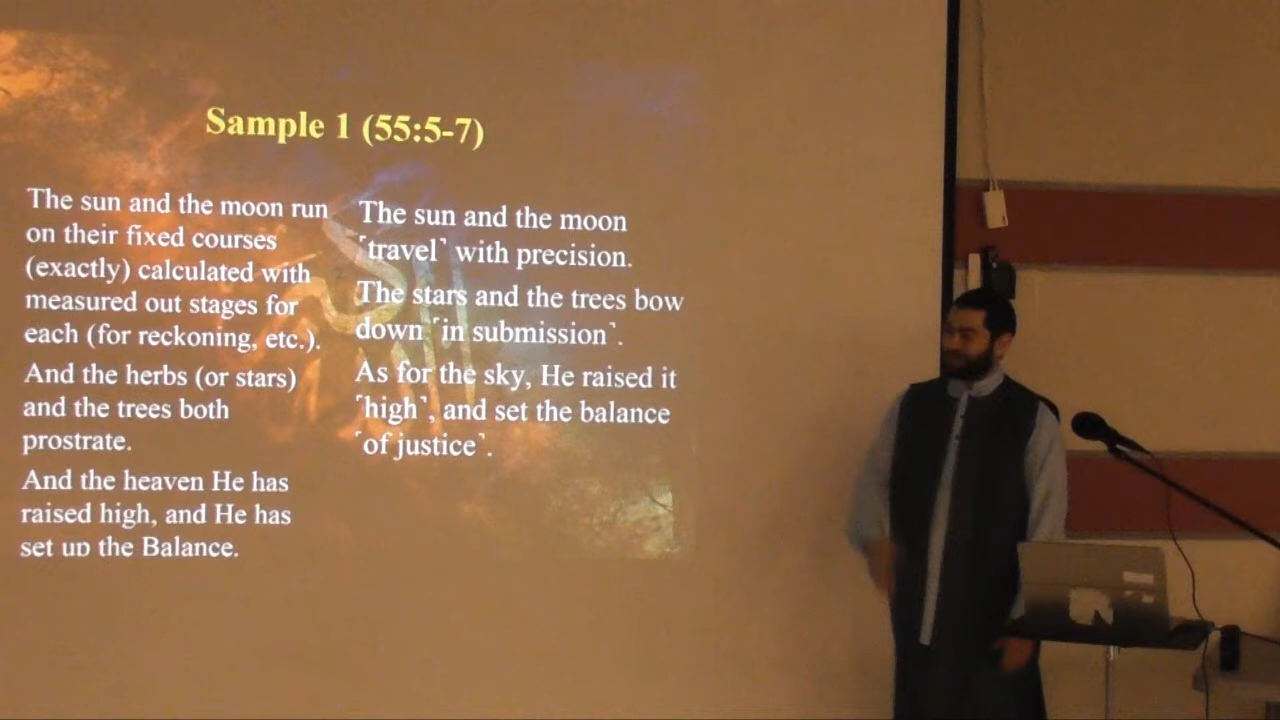 Sample 1 (55:5-7)
The sun and the moon run
on their fixed courses
(exactly) calculated with
measured out stages for
each (for reckoning, etc.).
And the herbs (or stars)
and the trees both
prostrate.
And the heaven He has
raised high, and He has
set up the Balance.
The sun and the moon
˹travel˺ with precision.
The stars and the trees bow
down ˹in submission˺.
As for the sky, He raised it
˹high˺, and set the balance
˹of justice˺.